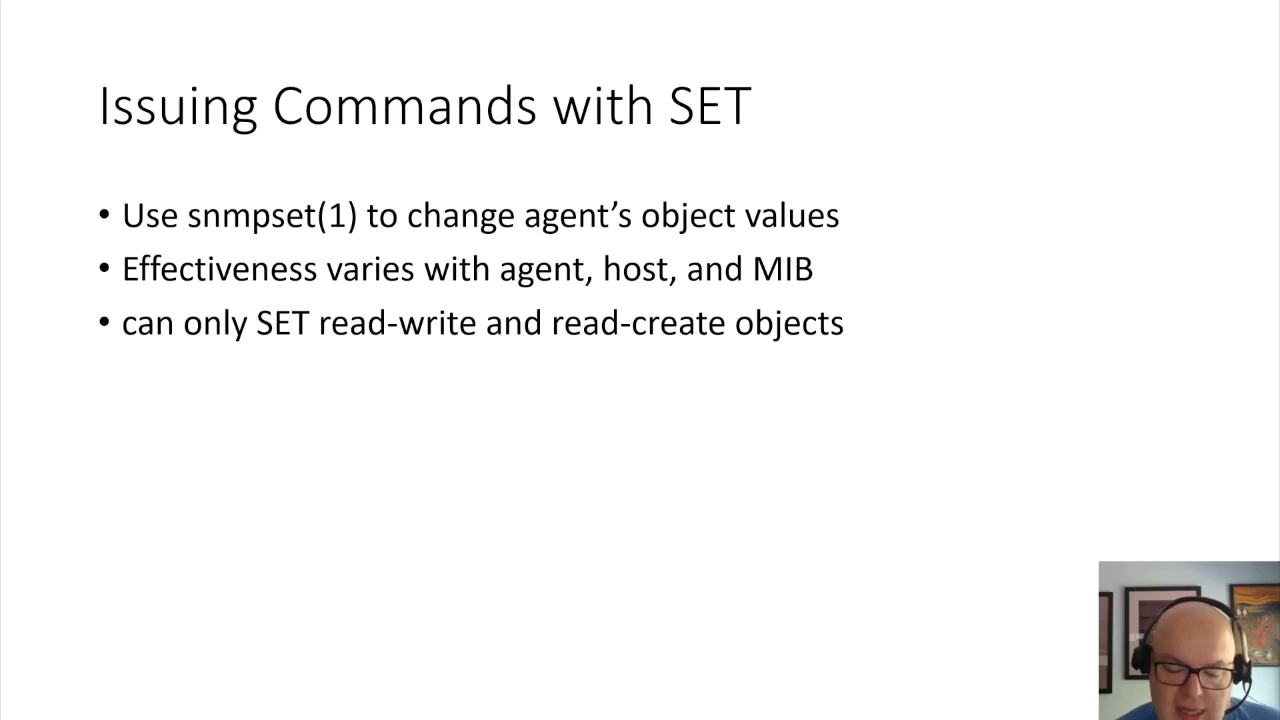 Issuing Commands with SET
• Use snmpset(1) to change agent’s object values
• Effectiveness varies with agent, host, and MIB
• can only SET read-write and read-create objects